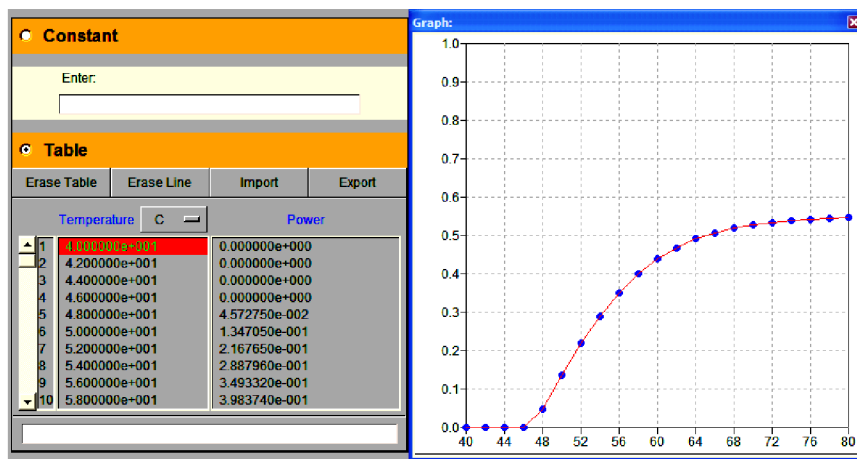 Constant
Enter:
Table
Erase Table Erase Line Import Export
Temperature C Power
1 4.000000e+001 0.000000e+000
2 4.200000e+001 0.000000e+000
3 4.400000e+001 0.000000e+000
4 4.600000e+001 0.000000e+000
5 4.800000e+001 4.572750e-002
6 5.000000e+001 1.347050e-001
7 5.200000e+001 2.167650e-001
8 5.400000e+001 2.887960e-001
9 5.600000e+001 3.493320e-001
10 5.800000e+001 3.983740e-001
Graph:
1.0
0.9
0.8
0.7
0.6
0.5
0.4
0.3
0.2
0.1
0.0
40 44 48 52 56 60 64 68 72 76 80